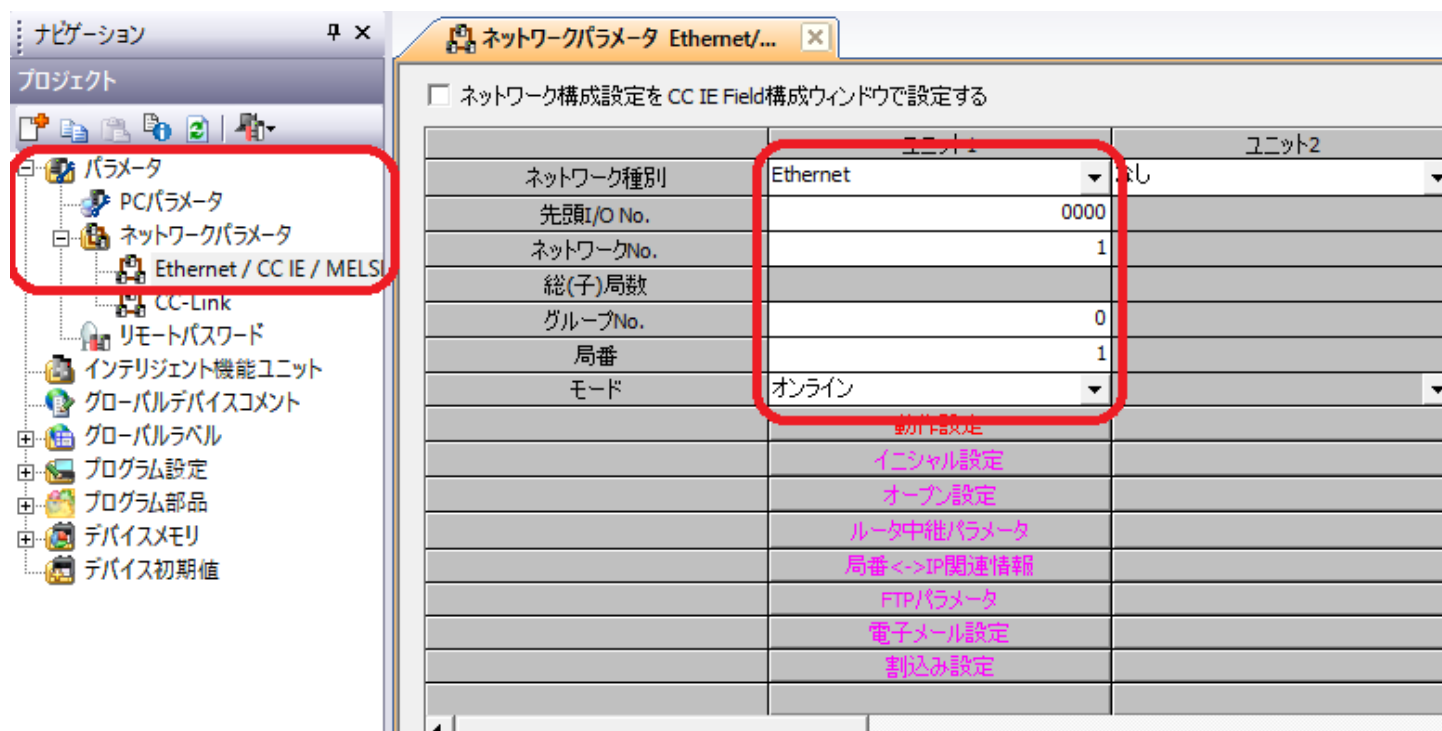 ナビゲーション
プロジェクト
パラメータ
PCパラメータ
ネットワークパラメータ
Ethernet / CC IE / MELS
CC-Link
リモートパスワード
インテリジェント機能ユニット
グローバルデバイスコメント
グローバルラベル
プログラム設定
プログラム部品
デバイスメモリ
デバイス初期値
ネットワークパラメータ Ethernet/...
ネットワーク構成設定を CC IE Field構成ウィンドウで設定する
ユニット1 ユニット2
ネットワーク種別 Ethernet なし
先頭I/O No. 0000
ネットワークNo. 1
総(子)局数
グループNo. 0
局番 1
モード オンライン
動作設定
イニシャル設定
オープン設定
ルータ中継パラメータ
局番<->IP関連情報
FTPパラメータ
電子メール設定
割込み設定